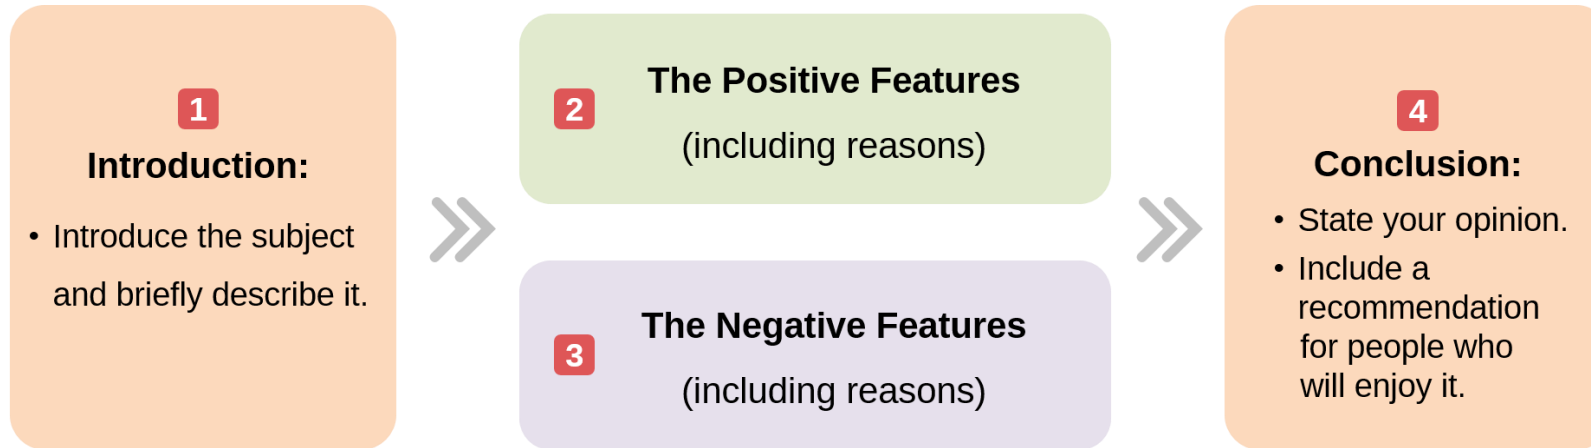 1
Introduction:
• Introduce the subject
and briefly describe it.
2
The Positive Features
(including reasons)
3
The Negative Features
(including reasons)
4
Conclusion:
• State your opinion.
• Include a
recommendation
for people who
will enjoy it.